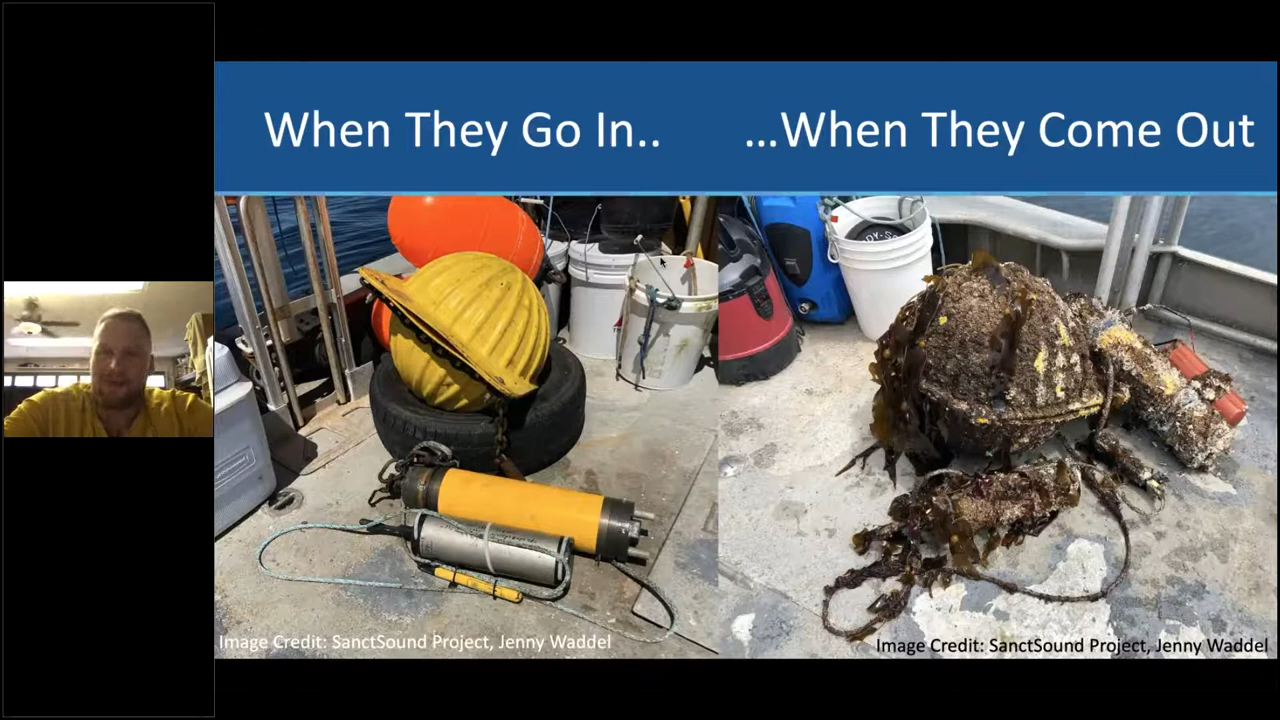 When They Go In..
...When They Come Out
DY-S
Image Credit: SanctSound Project, Jenny Waddel
Image Credit: SanctSound Project, Jenny Waddel